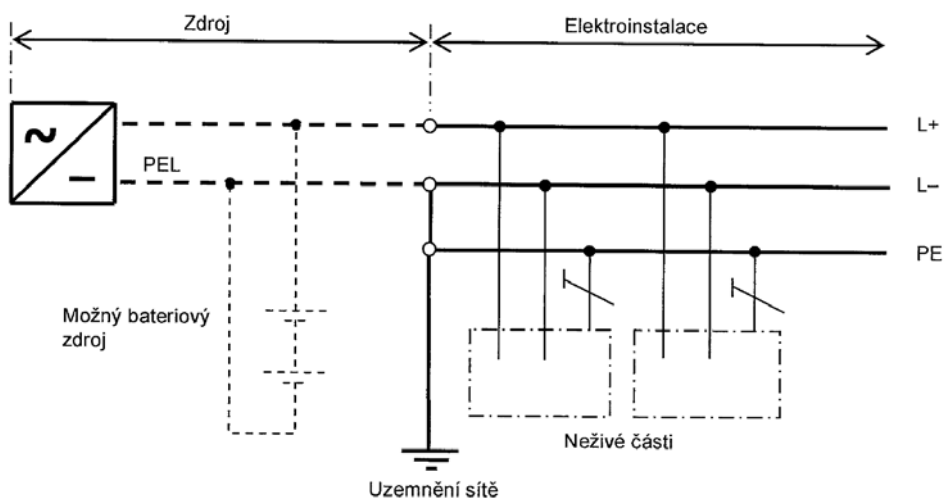 Zdroj
Elektroinstalace
L+
PEL
L–
PE
Možný bateriový
zdroj
Neživé části
Uzemnění sítě